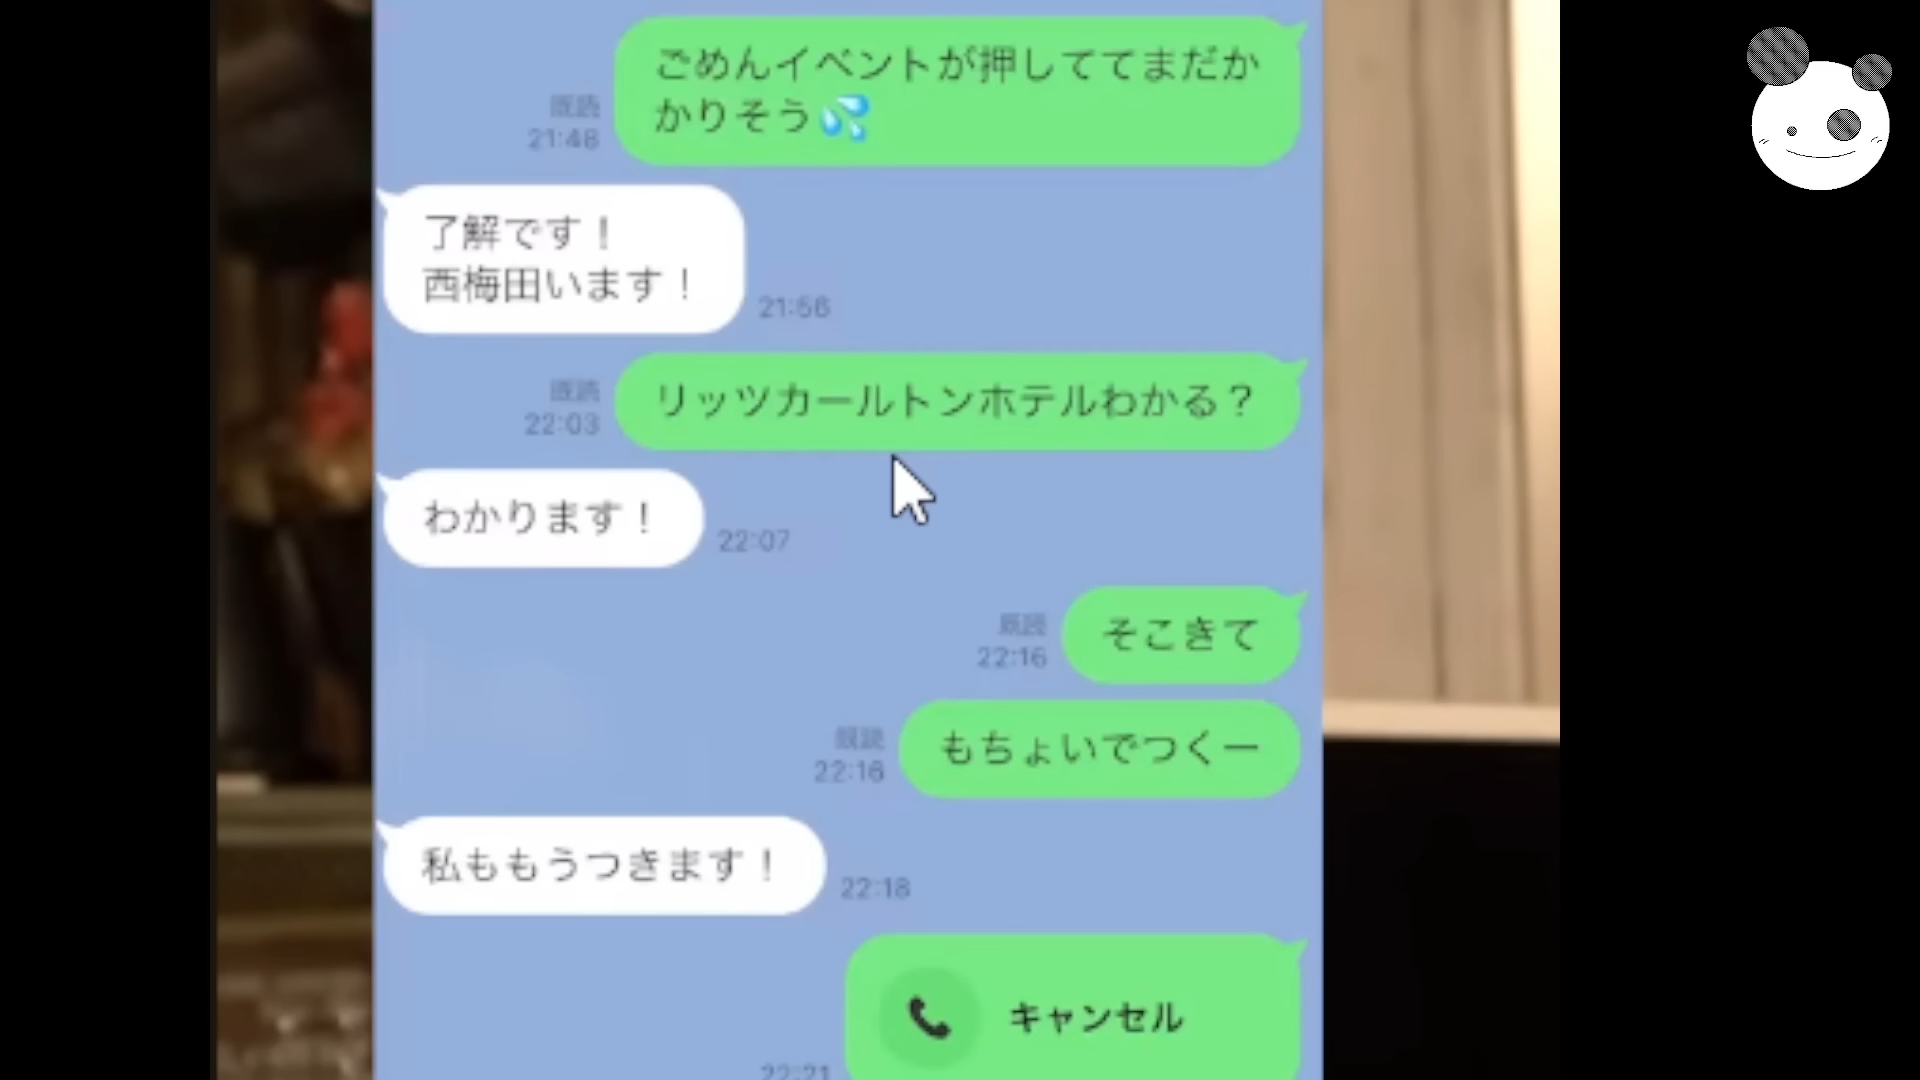 ごめんイベントが押しててまだか
かりそう💦
既読
21:48
了解です！
西梅田います！
21:56
既読
22:03
リッツカールトンホテルわかる？
わかります！
22:07
既読
22:16
そこきて
既読
22:16
もちょいでつくー
私ももうつきます！
22:18
キャンセル
22:21